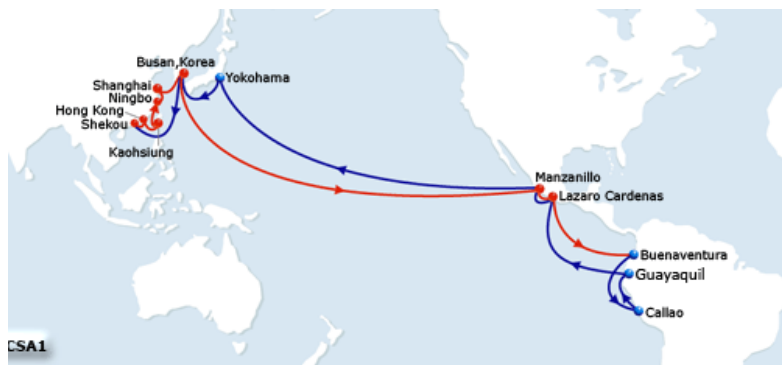 Busan,Korea
Shanghai
Yokohama
Ningbo
Hong Kong
Shekou
Kaohsiung
Manzanillo
Lazaro Cardenas
Buenaventura
Guayaquil
Callao
CSA1